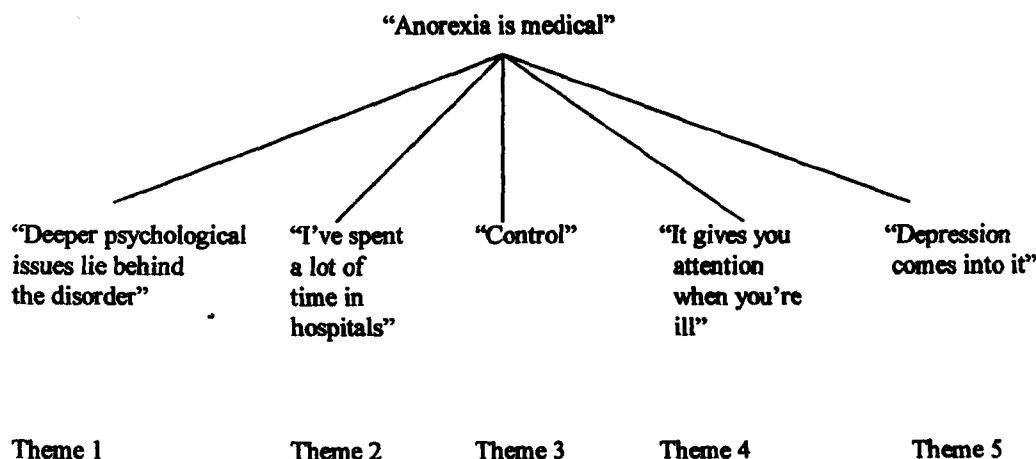 “Anorexia is medical”
“Deeper psychological
issues lie behind
the disorder”
“I've spent
a lot of
time in
hospitals”
“Control”
“It gives you
attention
when you're
ill”
“Depression
comes into it”
Theme 1
Theme 2
Theme 3
Theme 4
Theme 5